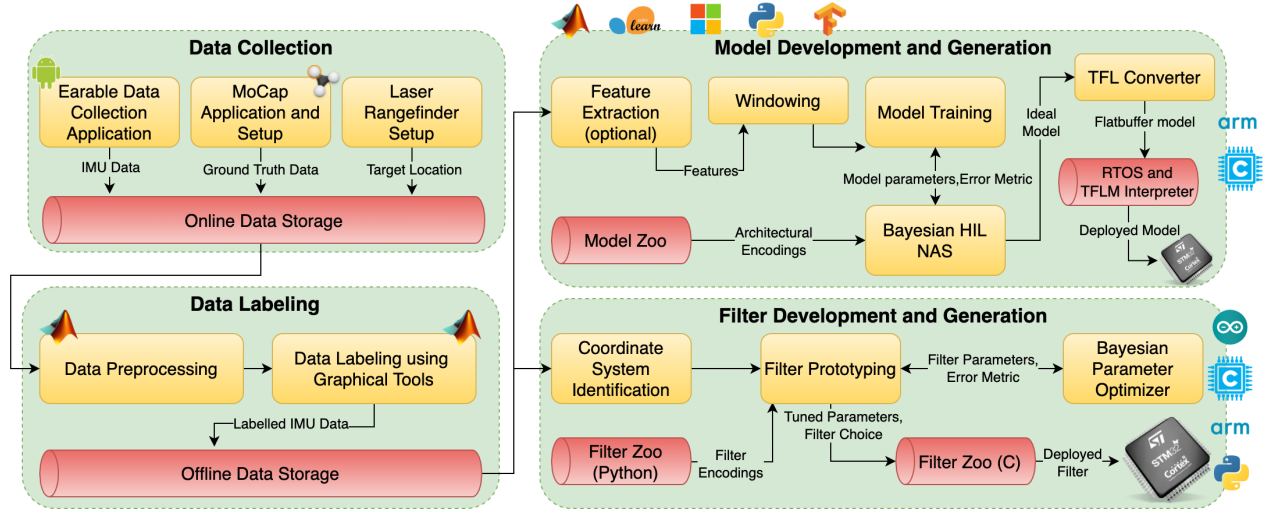 Data Collection
Earable Data
Collection
Application
MoCap
Application and
Setup
Laser
Rangefinder
Setup
IMU Data
Ground Truth Data
Target Location
Online Data Storage
Data Labeling
Data Preprocessing
Data Labeling using
Graphical Tools
Labelled IMU Data
Offline Data Storage
learn
Model Development and Generation
Feature
Extraction
(optional)
Windowing
Model Training
Features
Model parameters,Error Metric
Model Zoo
Architectural
Encodings
Bayesian HIL
NAS
Ideal
Model
TFL Converter
Flatbuffer model
RTOS and
TFLM Interpreter
Deployed Model
STM32
Cortex
arm
C
Filter Development and Generation
Coordinate
System
Identification
Filter Prototyping
Filter Parameters,
Error Metric
Bayesian
Parameter
Optimizer
Tuned Parameters,
Filter Choice
Filter Zoo
(Python)
Filter
Encodings
Filter Zoo (C)
Deployed
Filter
STM32
Cortex
C
arm